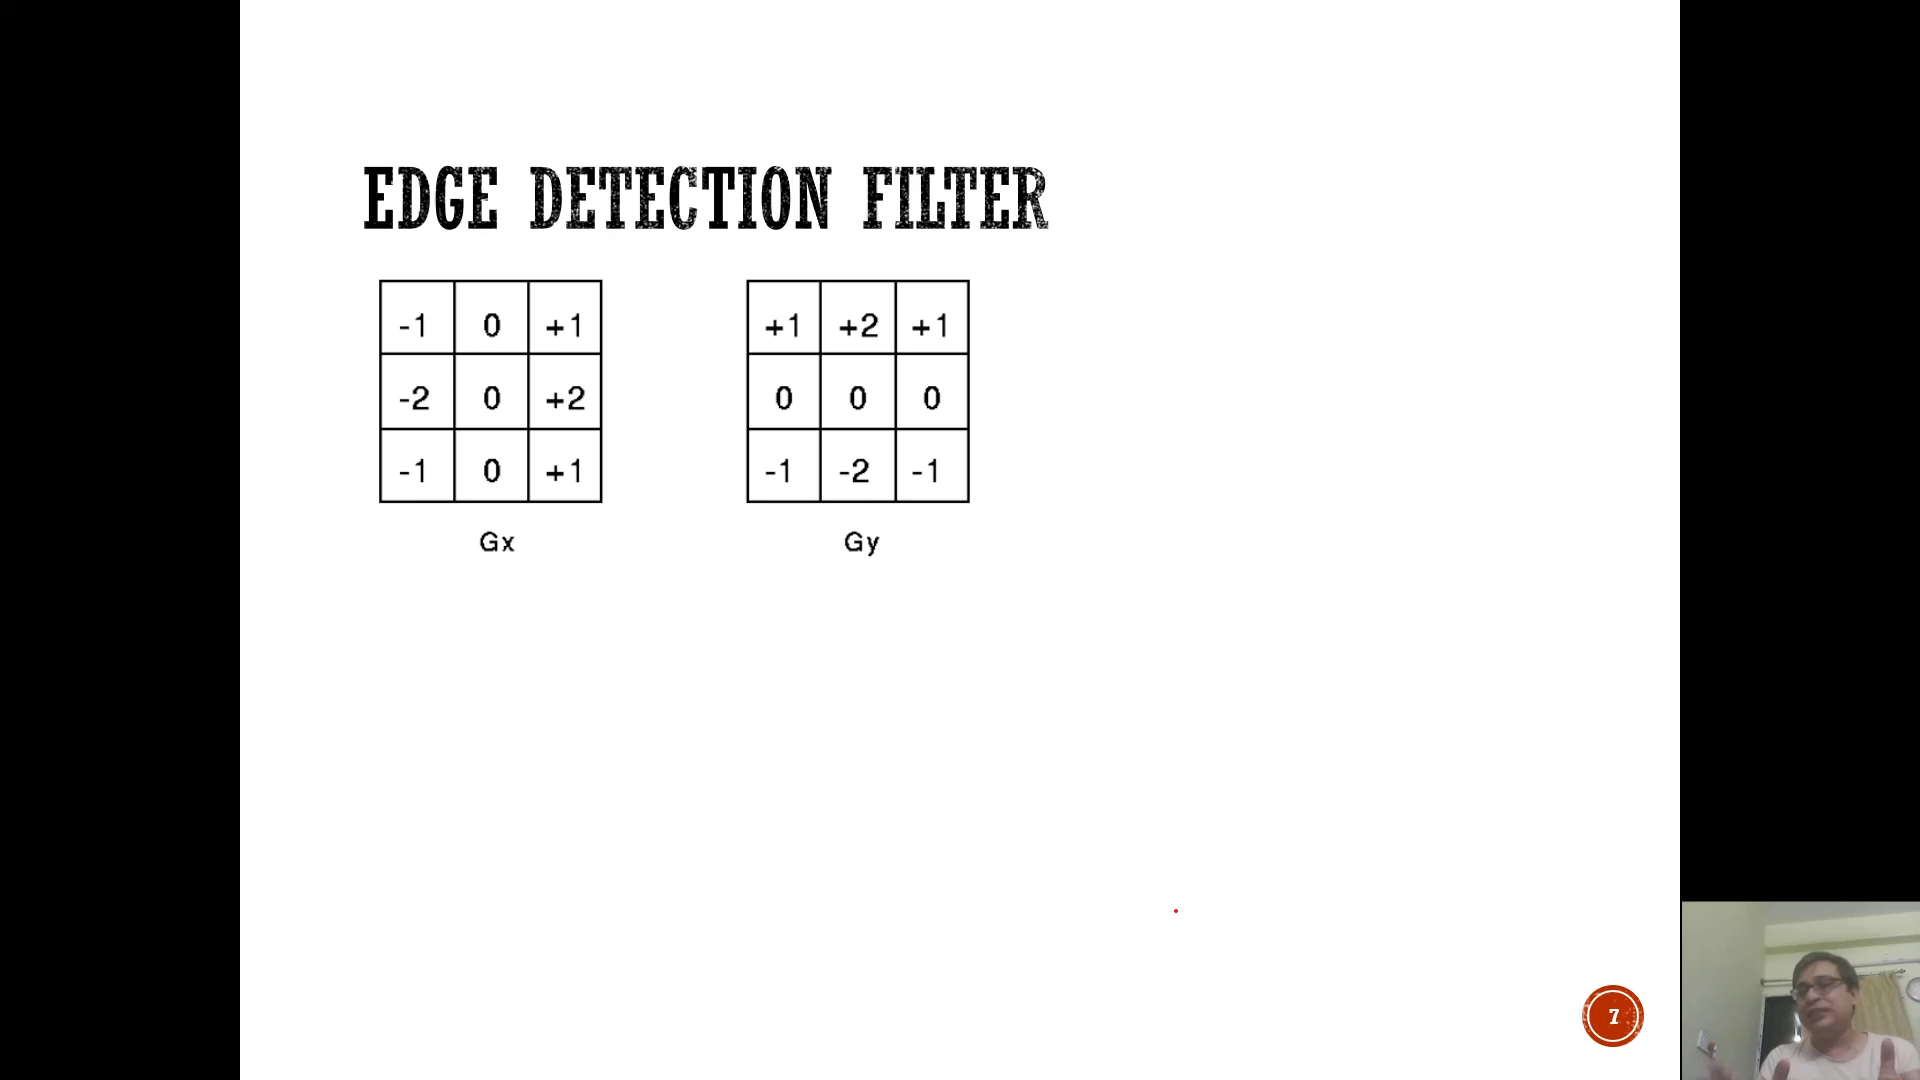 EDGE DETECTION FILTER
-1 0 +1 +1 +2 +1
-2 0 +2 0 0 0
-1 0 +1 -1 -2 -1
Gx Gy
7